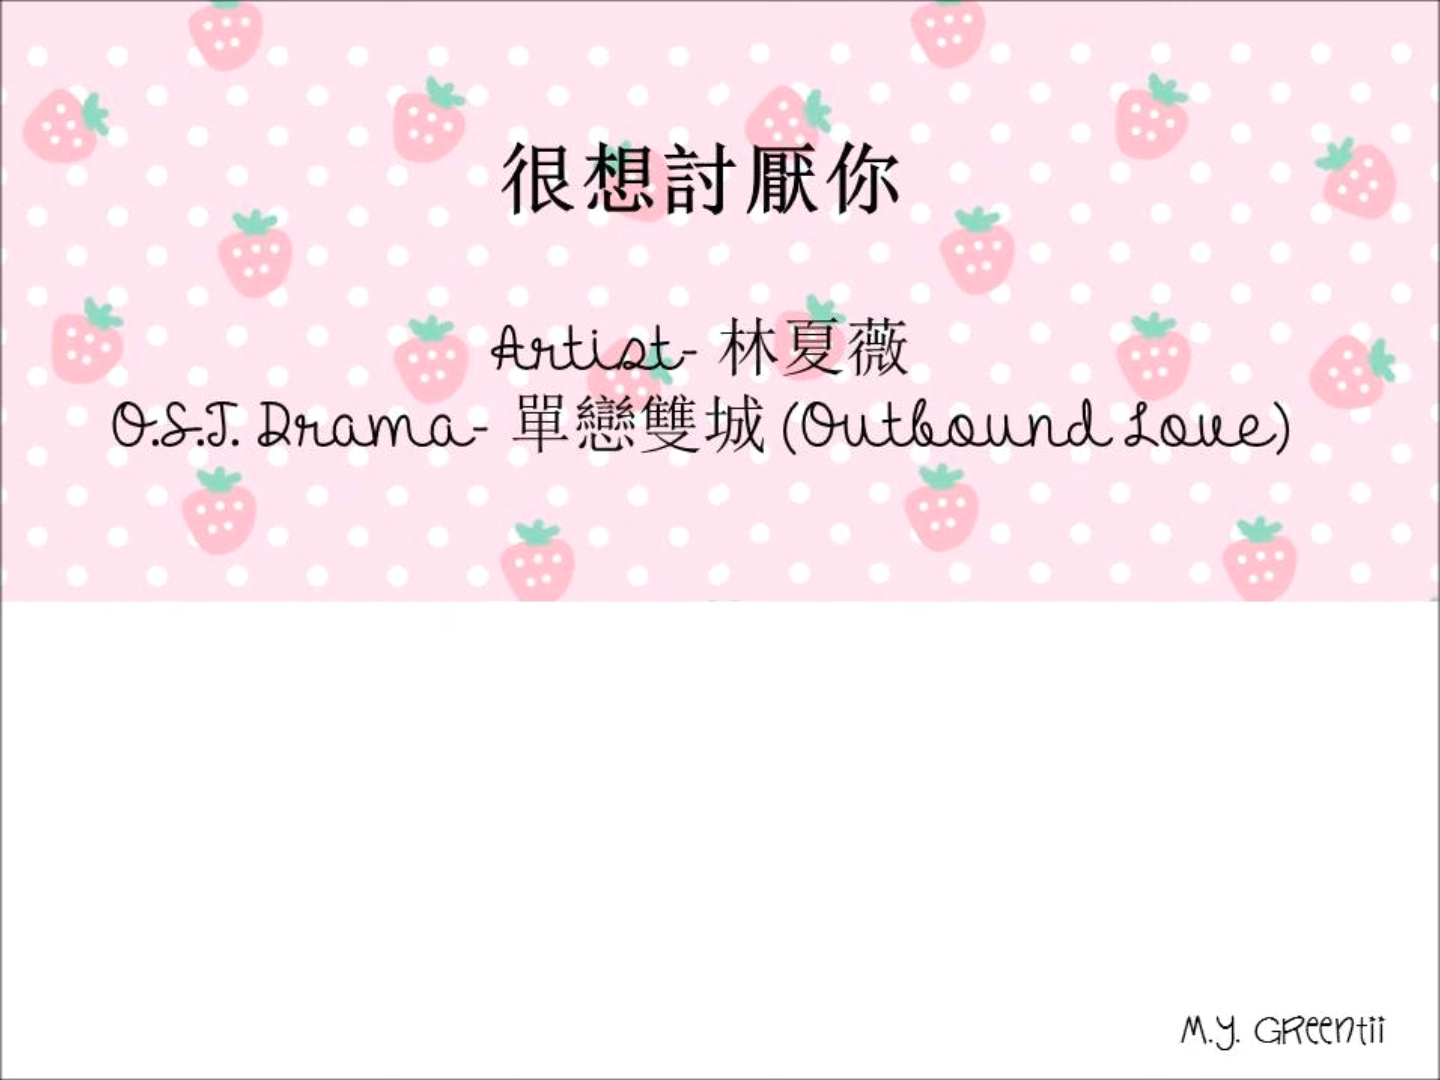 很想討厭你
Artist- 林夏薇
O.S.T. Drama- 單戀雙城 (Outbound Love)
M.Y. GReentii